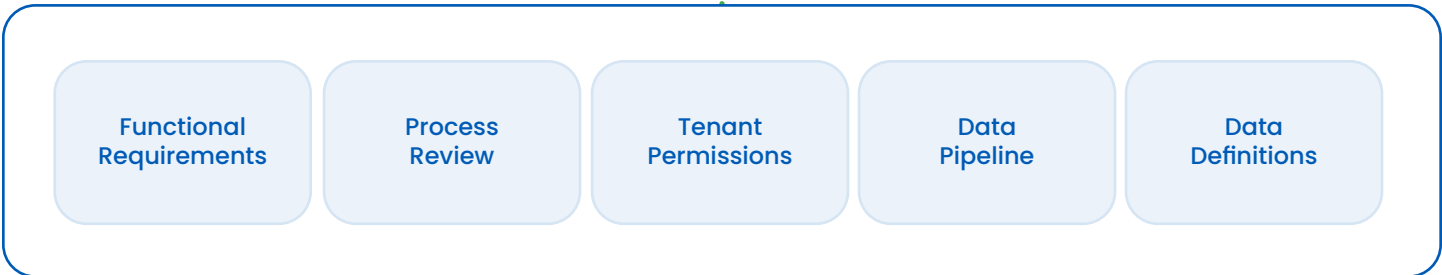 Functional
Requirements
Process
Review
Tenant
Permissions
Data
Pipeline
Data
Definitions